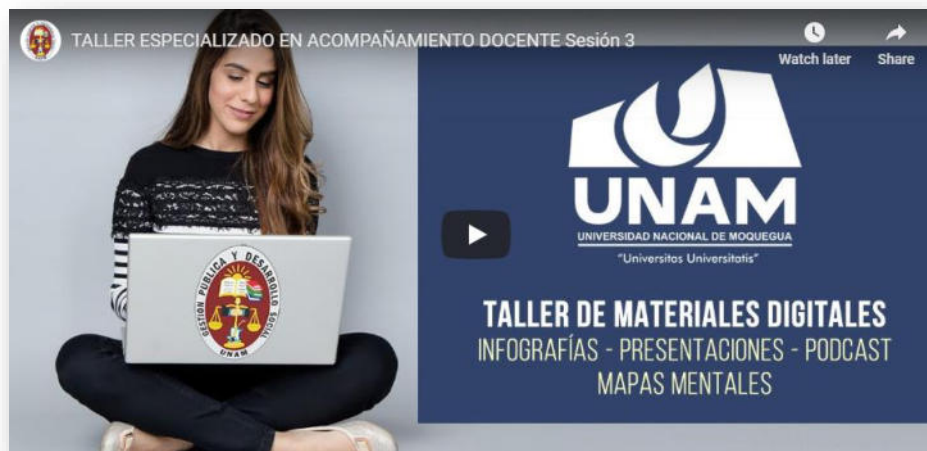 TALLER ESPECIALIZADO EN ACOMPAÑAMIENTO DOCENTE Sesión 3
Watch later
Share
UNAM
UNIVERSIDAD NACIONAL DE MOQUEGUA
"Universitas Universitatis"
TALLER DE MATERIALES DIGITALES
INFOGRAFÍAS - PRESENTACIONES - PODCAST
MAPAS MENTALES
GESTIÓN PÚBLICA Y DESARROLLO SOCIAL
UNAM